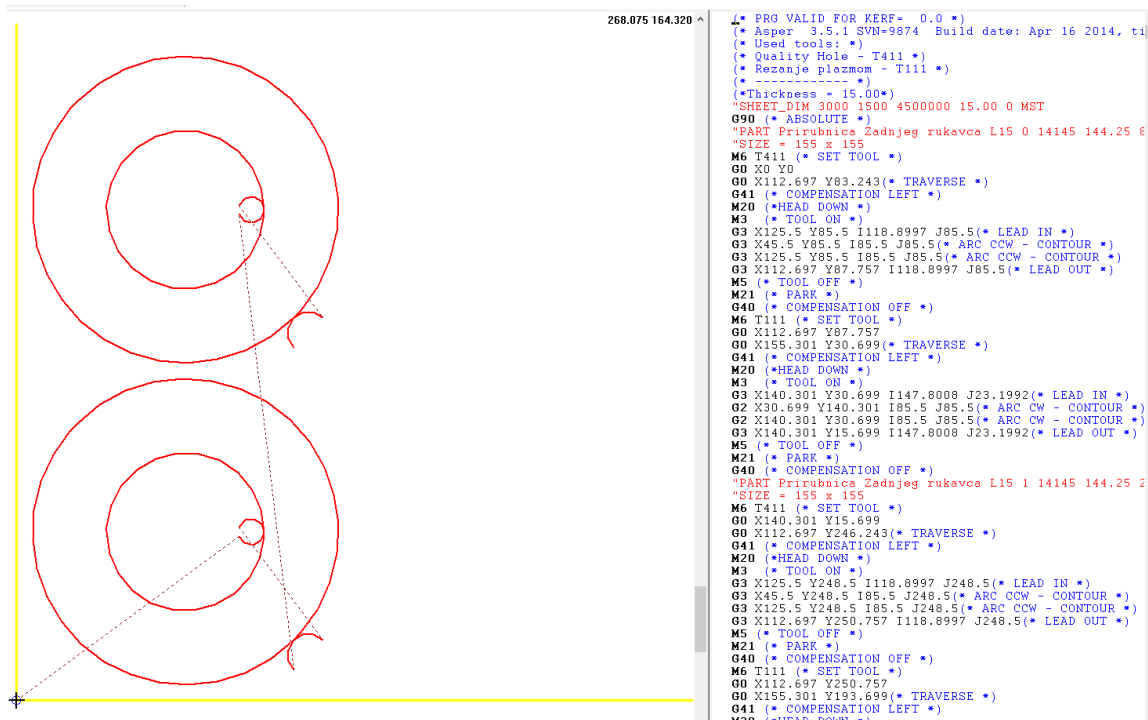 268.075 164.320
(* PRG VALID FOR KERF=  0.0 *)
(* Asper  3.5.1 SVN=9874  Build date: Apr 16 2014, ti
(* Used tools: *)
(* Quality Hole - T411 *)
(* Rezanje plazmom - T111 *)
(* ------------ *)
(*Thickness = 15.00*)
"SHEET_DIM 3000 1500 4500000 15.00 0 MST
G90 (* ABSOLUTE *)
"PART Prirubnica Zadnjeg rukavca L15 0 14145 144.25 8
"SIZE = 155 x 155
M6 T411 (* SET TOOL *)
G0 X0 Y0
G0 X112.697 Y83.243(* TRAVERSE *)
G41 (* COMPENSATION LEFT *)
M20 (*HEAD DOWN *)
M3  (* TOOL ON *)
G3 X125.5 Y85.5 I118.8997 J85.5(* LEAD IN *)
G3 X45.5 Y85.5 I85.5 J85.5(* ARC CCW - CONTOUR *)
G3 X125.5 Y85.5 I85.5 J85.5(* ARC CCW - CONTOUR *)
G3 X112.697 Y87.757 I118.8997 J85.5(* LEAD OUT *)
M5 (* TOOL OFF *)
M21 (* PARK *)
G40 (* COMPENSATION OFF *)
M6 T111 (* SET TOOL *)
G0 X112.697 Y87.757
G0 X155.301 Y30.699(* TRAVERSE *)
G41 (* COMPENSATION LEFT *)
M20 (*HEAD DOWN *)
M3  (* TOOL ON *)
G3 X140.301 Y30.699 I147.8008 J23.1992(* LEAD IN *)
G2 X30.699 Y140.301 I85.5 J85.5(* ARC CW - CONTOUR *)
G2 X140.301 Y30.699 I85.5 J85.5(* ARC CW - CONTOUR *)
G3 X140.301 Y15.699 I147.8008 J23.1992(* LEAD OUT *)
M5 (* TOOL OFF *)
M21 (* PARK *)
G40 (* COMPENSATION OFF *)
"PART Prirubnica Zadnjeg rukavca L15 1 14145 144.25 2
"SIZE = 155 x 155
M6 T411 (* SET TOOL *)
G0 X140.301 Y15.699
G0 X112.697 Y246.243(* TRAVERSE *)
G41 (* COMPENSATION LEFT *)
M20 (*HEAD DOWN *)
M3  (* TOOL ON *)
G3 X125.5 Y248.5 I118.8997 J248.5(* LEAD IN *)
G3 X45.5 Y248.5 I85.5 J248.5(* ARC CCW - CONTOUR *)
G3 X125.5 Y248.5 I85.5 J248.5(* ARC CCW - CONTOUR *)
G3 X112.697 Y250.757 I118.8997 J248.5(* LEAD OUT *)
M5 (* TOOL OFF *)
M21 (* PARK *)
G40 (* COMPENSATION OFF *)
M6 T111 (* SET TOOL *)
G0 X112.697 Y250.757
G0 X155.301 Y193.699(* TRAVERSE *)
G41 (* COMPENSATION LEFT *)
M20 (*HEAD DOWN *)